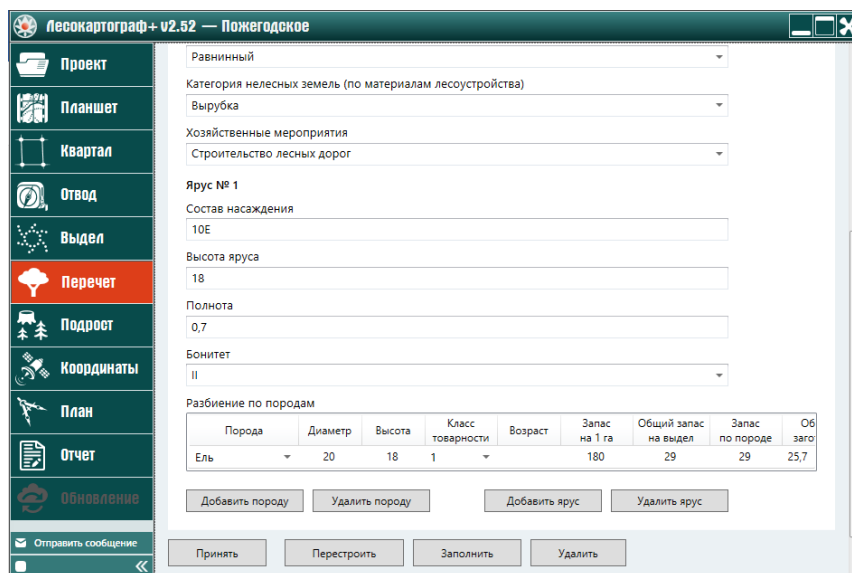 Лесокартограф+ v2.52 — Пожегодское
Проект
Планшет
Квартал
Отвод
Выдел
Перечет
Подрост
Координаты
План
Отчет
Обновление
Отправить сообщение
Равнинный
Категория нелесных земель (по материалам лесоустройства)
Вырубка
Хозяйственные мероприятия
Строительство лесных дорог
Ярус № 1
Состав насаждения
10Е
Высота яруса
18
Полнота
0,7
Бонитет
II
Разбиение по породам
Порода Диаметр Высота Класс товарности Возраст Запас на 1 га Общий запас на выдел Запас по породе Об заго
Ель 20 18 1 180 29 29 25,7
Добавить породу Удалить породу Добавить ярус Удалить ярус
Принять Перестроить Заполнить Удалить